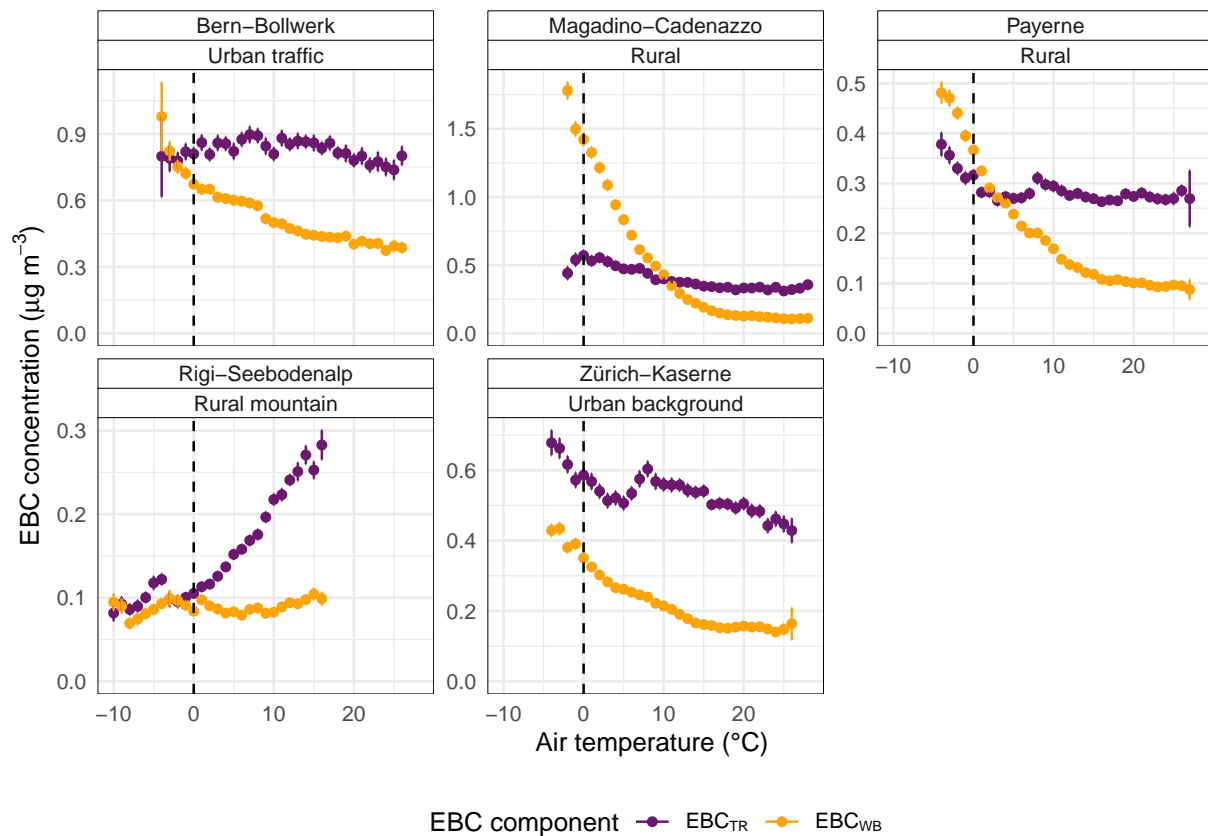 Bern−Bollwerk
Urban traffic
Magadino−Cadenazzo
Rural
Payerne
Rural
0.0
0.3
0.6
0.9
0.0
0.5
1.0
1.5
0.0
0.1
0.2
0.3
0.4
0.5
−10 0 10 20
Rigi−Seebodenalp
Rural mountain
Zürich−Kaserne
Urban background
0.0
0.1
0.2
0.3
0.0
0.2
0.4
0.6
−10 0 10 20
−10 0 10 20
EBC concentration (μg m⁻³)
Air temperature (°C)
EBC component EBC_TR EBC_WB